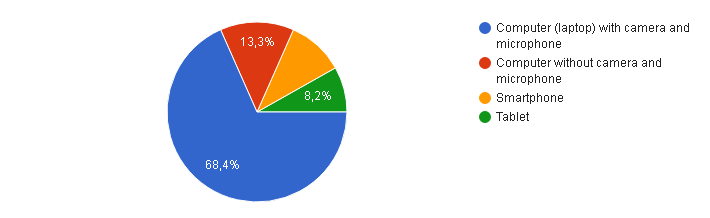 13,3%
8,2%
68,4%
Computer (laptop) with camera and
microphone
Computer without camera and
microphone
Smartphone
Tablet